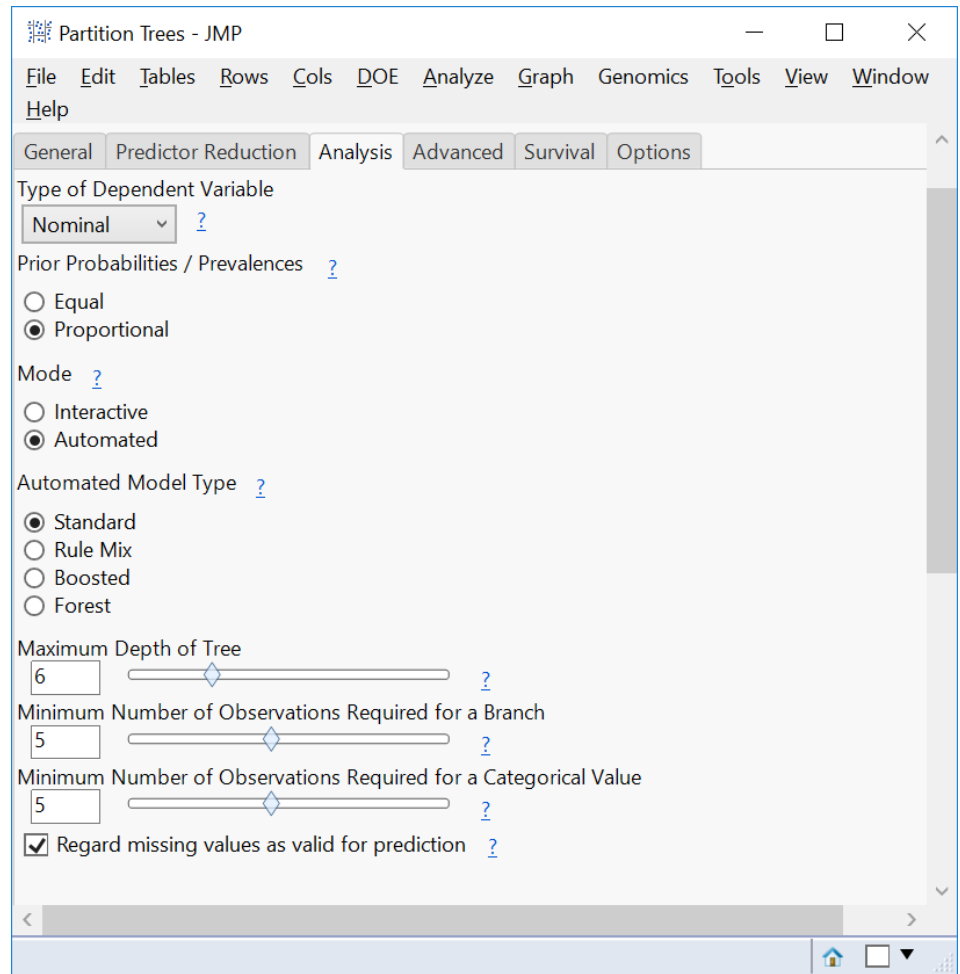 Partition Trees - JMP
File Edit Tables Rows Cols DOE Analyze Graph Genomics Tools View Window
Help
General Predictor Reduction Analysis Advanced Survival Options
Type of Dependent Variable
Nominal ?
Prior Probabilities / Prevalences ?
Equal
Proportional
Mode ?
Interactive
Automated
Automated Model Type ?
Standard
Rule Mix
Boosted
Forest
Maximum Depth of Tree
6 ?
Minimum Number of Observations Required for a Branch
5 ?
Minimum Number of Observations Required for a Categorical Value
5 ?
Regard missing values as valid for prediction ?